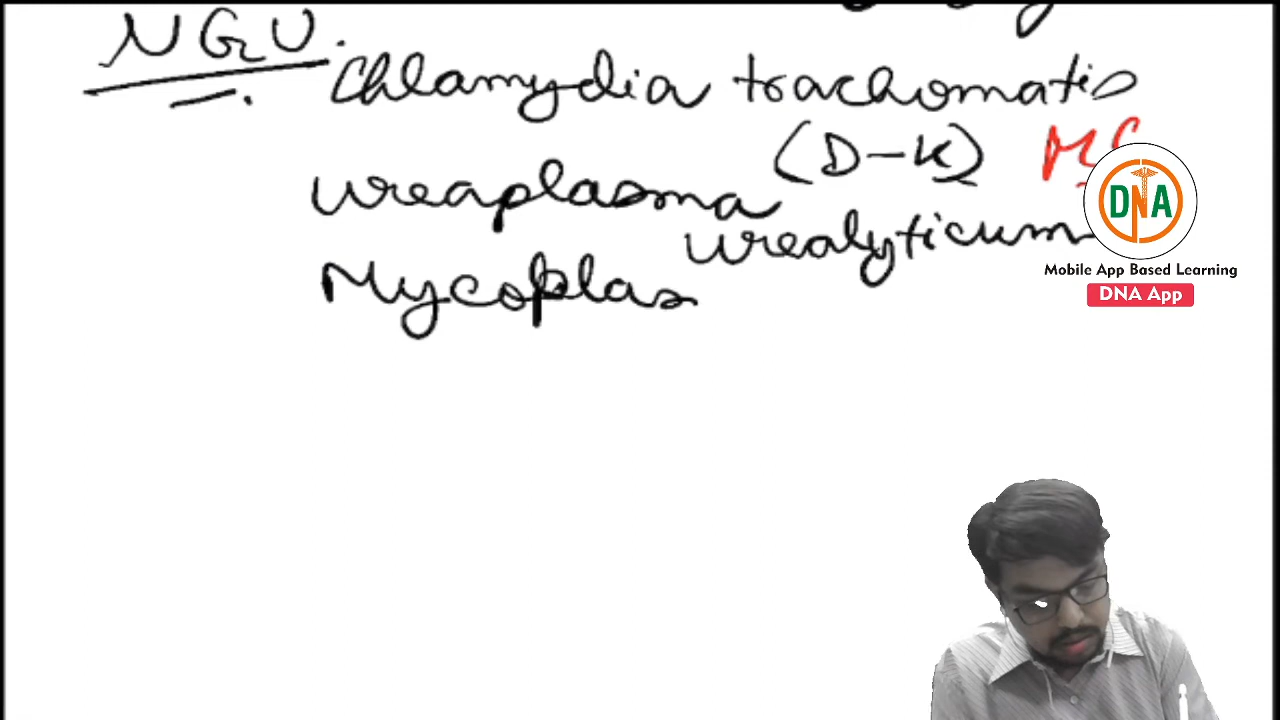 NGU.
Chlamydia trachomatis
(D-K)
ureaplasma
urealyticum
Mycoplas
DNA
Mobile App Based Learning
DNA App